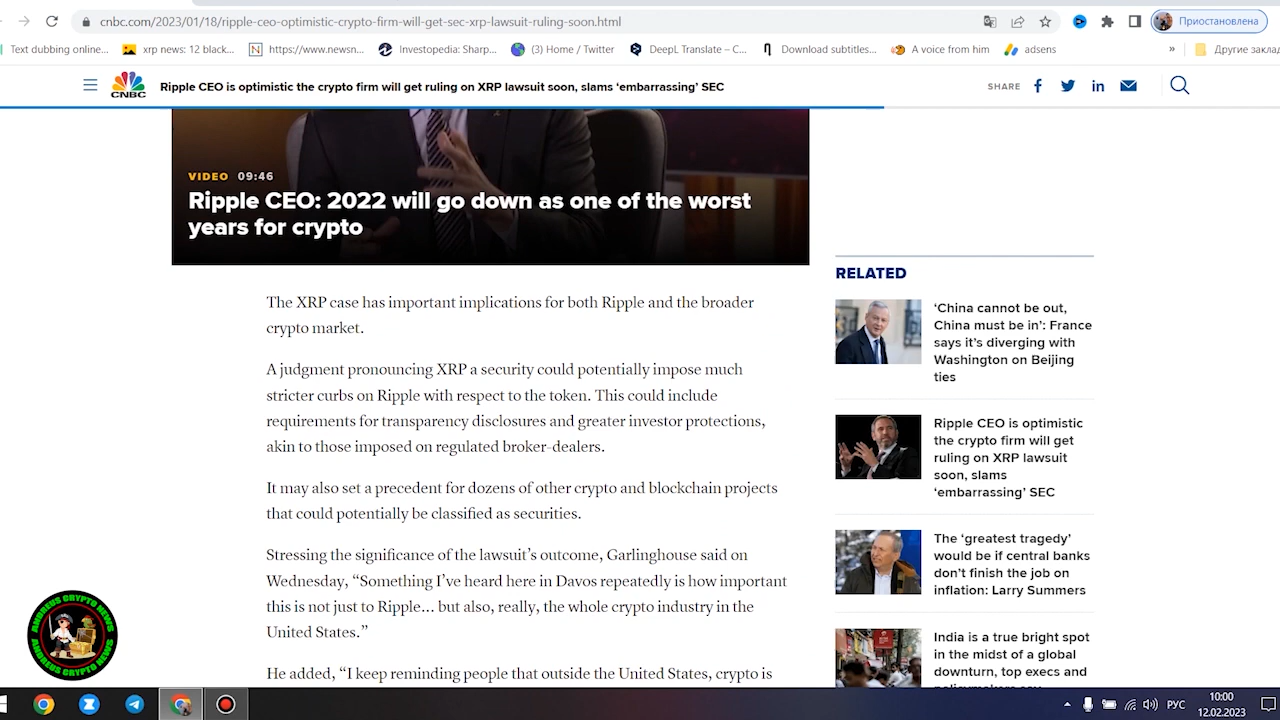 cnbc.com/2023/01/18/ripple-ceo-optimistic-crypto-firm-will-get-sec-xrp-lawsuit-ruling-soon.html
Приостановлена
Text dubbing online...
xrp news: 12 black...
https://www.newsn...
Investopedia: Sharp...
(3) Home / Twitter
DeepL Translate – C...
Download subtitles...
A voice from him
adsens
»
Другие закла
CNBC
Ripple CEO is optimistic the crypto firm will get ruling on XRP lawsuit soon, slams ‘embarrassing’ SEC
SHARE
VIDEO 09:46
Ripple CEO: 2022 will go down as one of the worst
years for crypto
The XRP case has important implications for both Ripple and the broader
crypto market.
A judgment pronouncing XRP a security could potentially impose much
stricter curbs on Ripple with respect to the token. This could include
requirements for transparency disclosures and greater investor protections,
akin to those imposed on regulated broker-dealers.
It may also set a precedent for dozens of other crypto and blockchain projects
that could potentially be classified as securities.
Stressing the significance of the lawsuit’s outcome, Garlinghouse said on
Wednesday, “Something I’ve heard here in Davos repeatedly is how important
this is not just to Ripple… but also, really, the whole crypto industry in the
United States.”
He added, “I keep reminding people that outside the United States, crypto is
RELATED
‘China cannot be out,
China must be in’: France
says it’s diverging with
Washington on Beijing
ties
Ripple CEO is optimistic
the crypto firm will get
ruling on XRP lawsuit
soon, slams
‘embarrassing’ SEC
The ‘greatest tragedy’
would be if central banks
don’t finish the job on
inflation: Larry Summers
India is a true bright spot
in the midst of a global
downturn, top execs and
ANDREUS CRYPTO NEWS
ANDREUS CRYPTO NEWS
РУС
10:00
12.02.2023